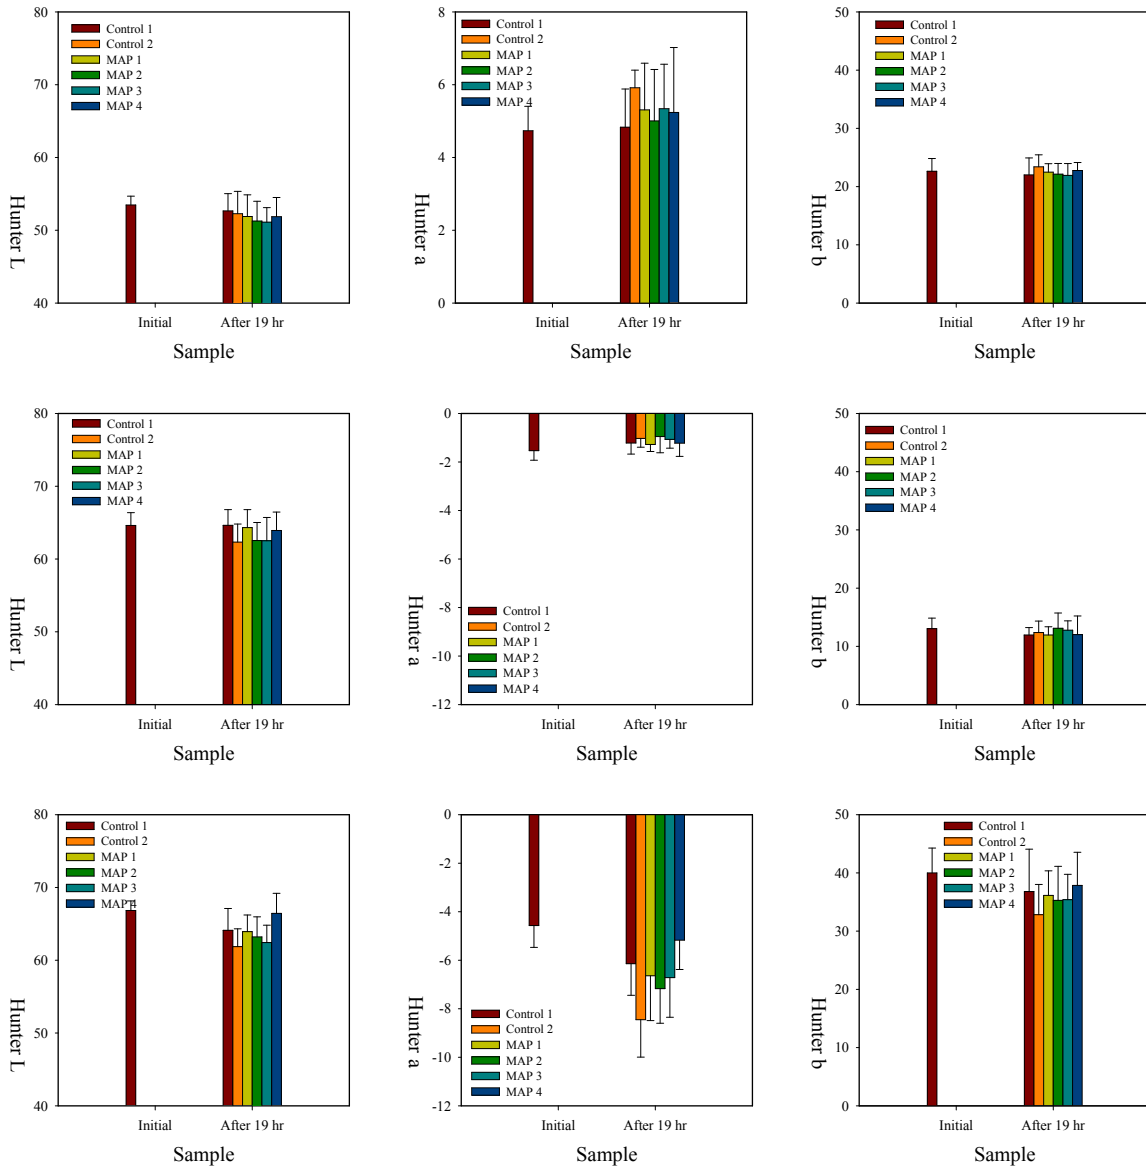 Hunter L
80
70
60
50
40
Control 1
Control 2
MAP 1
MAP 2
MAP 3
MAP 4
Initial
After 19 hr
Sample
Hunter a
8
6
4
2
0
Control 1
Control 2
MAP 1
MAP 2
MAP 3
MAP 4
Initial
After 19 hr
Sample
Hunter b
50
40
30
20
10
0
Control 1
Control 2
MAP 1
MAP 2
MAP 3
MAP 4
Initial
After 19 hr
Sample
Hunter L
80
70
60
50
40
Control 1
Control 2
MAP 1
MAP 2
MAP 3
MAP 4
Initial
After 19 hr
Sample
Hunter a
0
-2
-4
-6
-8
-10
-12
Control 1
Control 2
MAP 1
MAP 2
MAP 3
MAP 4
Initial
After 19 hr
Sample
Hunter b
50
40
30
20
10
0
Control 1
Control 2
MAP 1
MAP 2
MAP 3
MAP 4
Initial
After 19 hr
Sample
Hunter L
80
70
60
50
40
Control 1
Control 2
MAP 1
MAP 2
MAP 3
MAP 4
Initial
After 19 hr
Sample
Hunter a
0
-2
-4
-6
-8
-10
-12
Control 1
Control 2
MAP 1
MAP 2
MAP 3
MAP 4
Initial
After 19 hr
Sample
Hunter b
50
40
30
20
10
0
Control 1
Control 2
MAP 1
MAP 2
MAP 3
MAP 4
Initial
After 19 hr
Sample